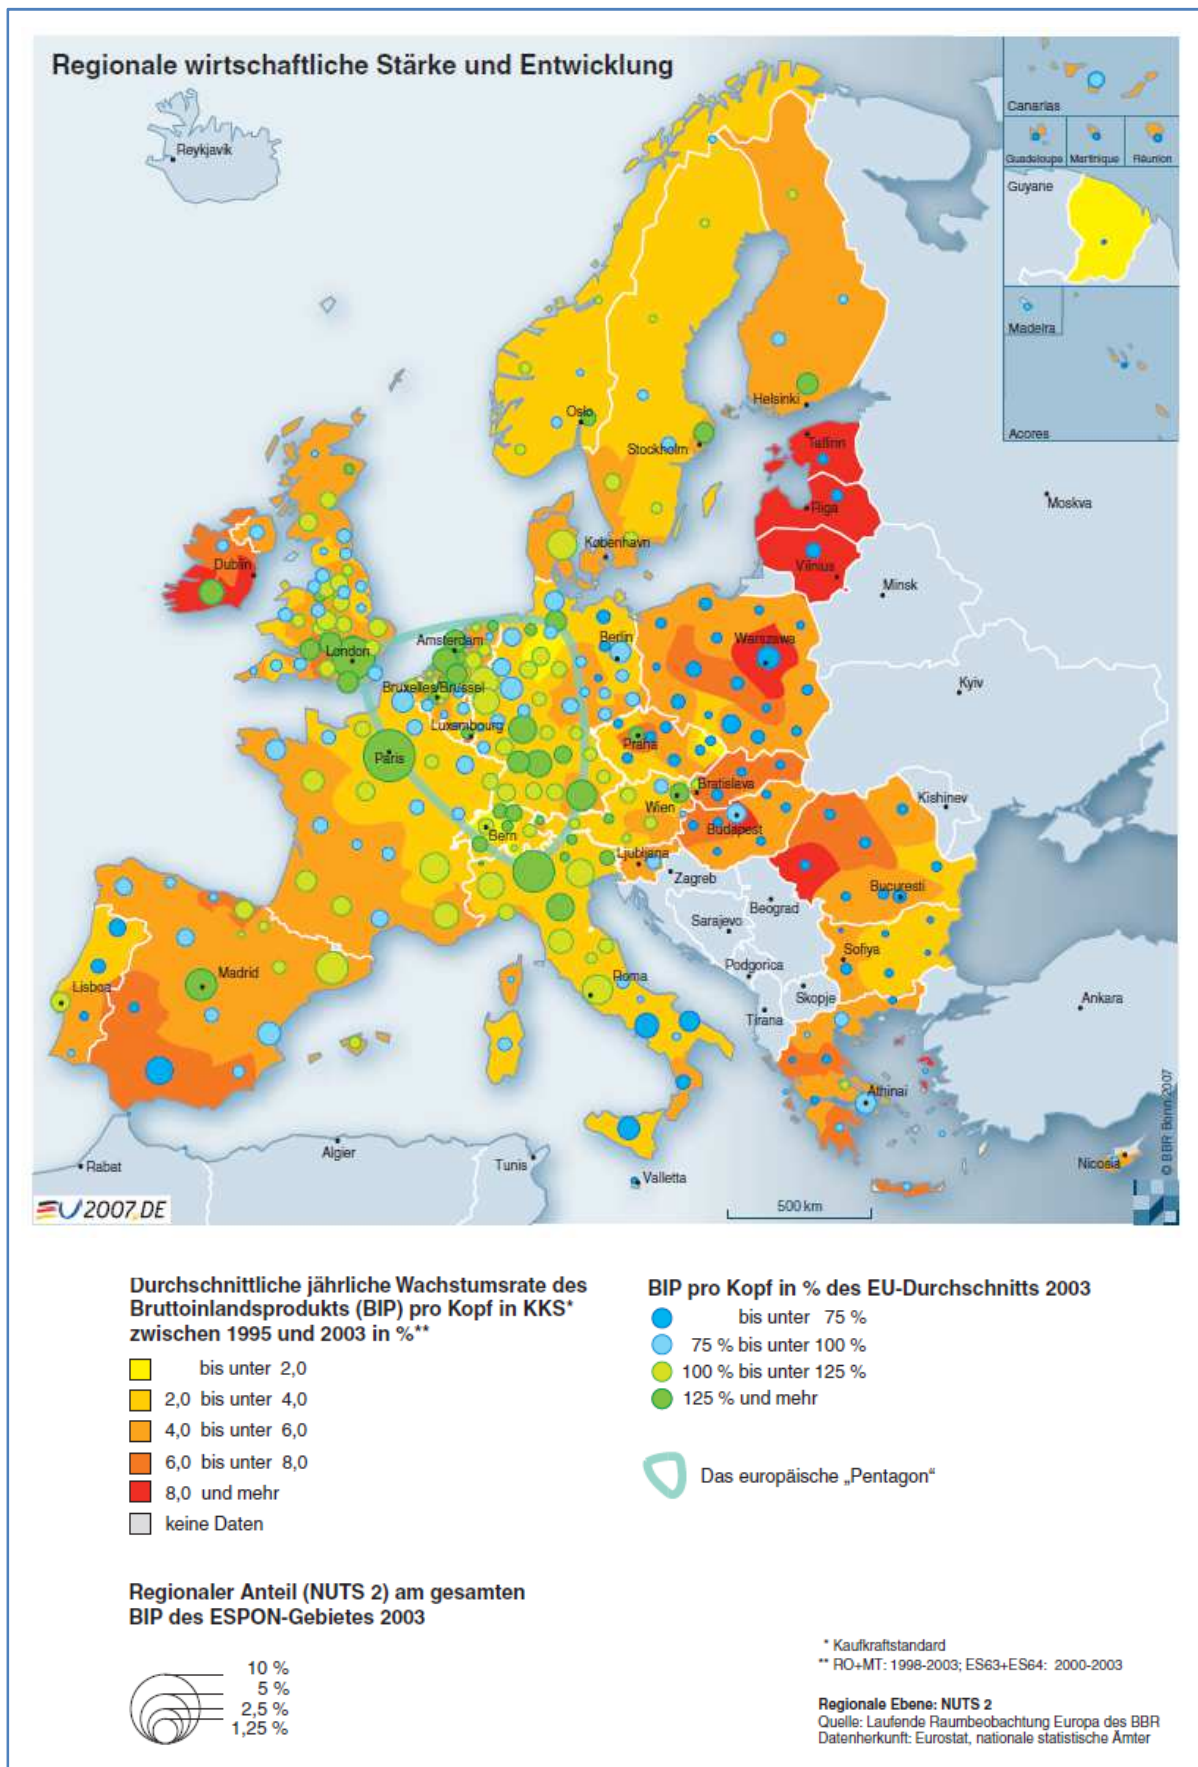 Regionale wirtschaftliche Stärke und Entwicklung
Reykjavík
Canarias
Guadeloupe
Martinique
Réunion
Guyane
Madeira
Acores
Oslo
Helsinki
Stockholm
Tallinn
Riga
Moskva
København
Vilnius
Minsk
Dublin
Amsterdam
Berlin
Warszawa
London
Bruxelles/Brussel
Kyiv
Luxembourg
Praha
Paris
Bratislava
Wien
Kishinev
Bern
Budapest
Ljubljana
Zagreb
Bucuresti
Beograd
Sarajevo
Sofiya
Madrid
Roma
Podgorica
Lisboa
Skopje
Ankara
Tirana
Athinai
Algier
Tunis
Rabat
Valletta
Nicosia
© BBR Bonn 2007
EU2007.DE
500 km
Durchschnittliche jährliche Wachstumsrate des
Bruttoinlandsprodukts (BIP) pro Kopf in KKS*
zwischen 1995 und 2003 in %**
bis unter 2,0
2,0 bis unter 4,0
4,0 bis unter 6,0
6,0 bis unter 8,0
8,0 und mehr
keine Daten
BIP pro Kopf in % des EU-Durchschnitts 2003
bis unter 75 %
75 % bis unter 100 %
100 % bis unter 125 %
125 % und mehr
Das europäische „Pentagon“
Regionaler Anteil (NUTS 2) am gesamten
BIP des ESPON-Gebietes 2003
10 %
5 %
2,5 %
1,25 %
* Kaufkraftstandard
** RO+MT: 1998-2003; ES63+ES64: 2000-2003
Regionale Ebene: NUTS 2
Quelle: Laufende Raumbeobachtung Europa des BBR
Datenherkunft: Eurostat, nationale statistische Ämter